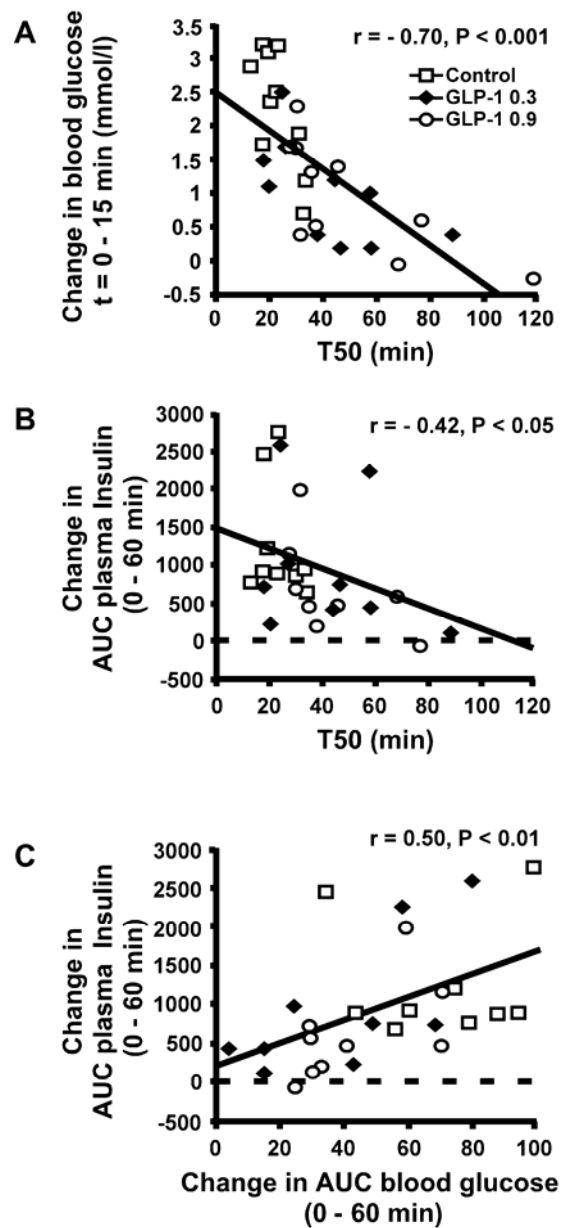 A
Change in blood glucose
t = 0 - 15 min (mmol/l)
r = - 0.70, P < 0.001
Control
GLP-1 0.3
GLP-1 0.9
3.5
3
2.5
2
1.5
1
0.5
0
-0.5
0 20 40 60 80 100 120
T50 (min)
B
Change in
AUC plasma Insulin
(0 - 60 min)
r = - 0.42, P < 0.05
3000
2500
2000
1500
1000
500
0
-500
0 20 40 60 80 100 120
T50 (min)
C
Change in
AUC plasma Insulin
(0 - 60 min)
r = 0.50, P < 0.01
3000
2500
2000
1500
1000
500
0
-500
0 20 40 60 80 100
Change in AUC blood glucose
(0 - 60 min)